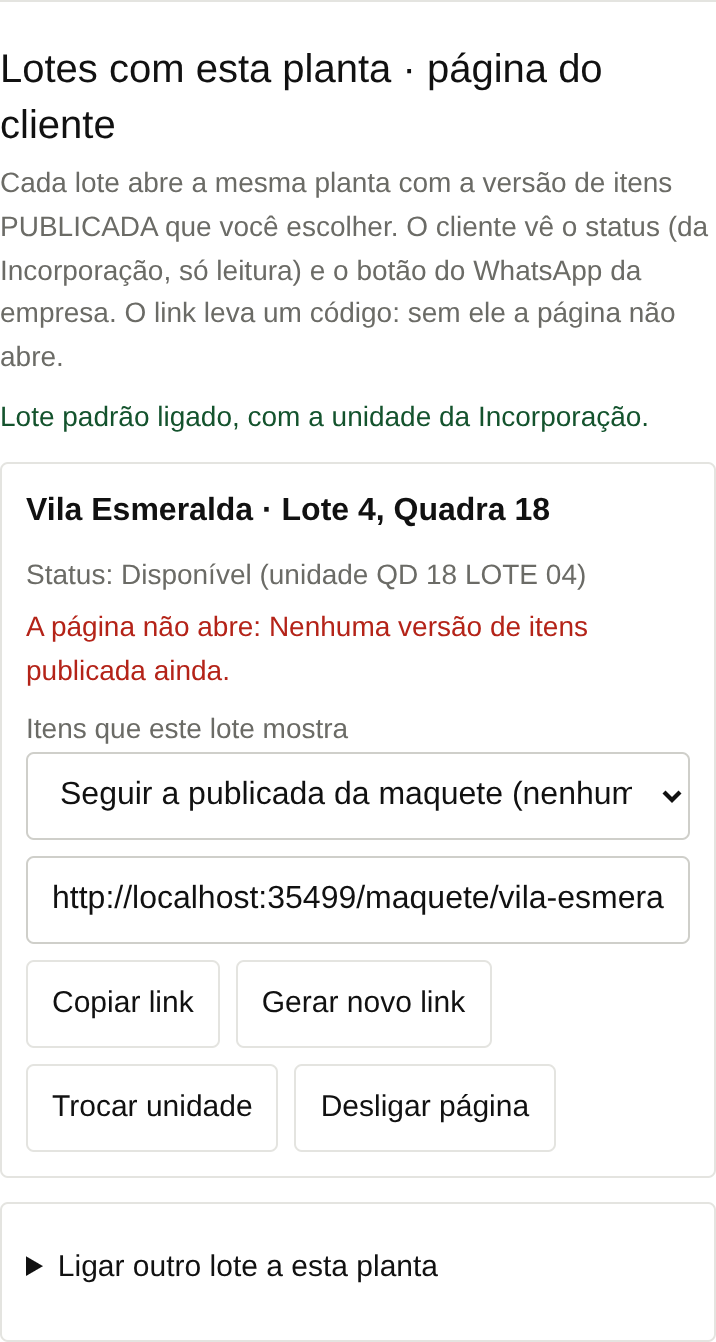 Lotes com esta planta · página do
cliente
Cada lote abre a mesma planta com a versão de itens
PUBLICADA que você escolher. O cliente vê o status (da
Incorporação, só leitura) e o botão do WhatsApp da
empresa. O link leva um código: sem ele a página não
abre.
Lote padrão ligado, com a unidade da Incorporação.
Vila Esmeralda · Lote 4, Quadra 18
Status: Disponível (unidade QD 18 LOTE 04)
A página não abre: Nenhuma versão de itens
publicada ainda.
Itens que este lote mostra
Seguir a publicada da maquete (nenhum
http://localhost:35499/maquete/vila-esmera
Copiar link
Gerar novo link
Trocar unidade
Desligar página
Ligar outro lote a esta planta